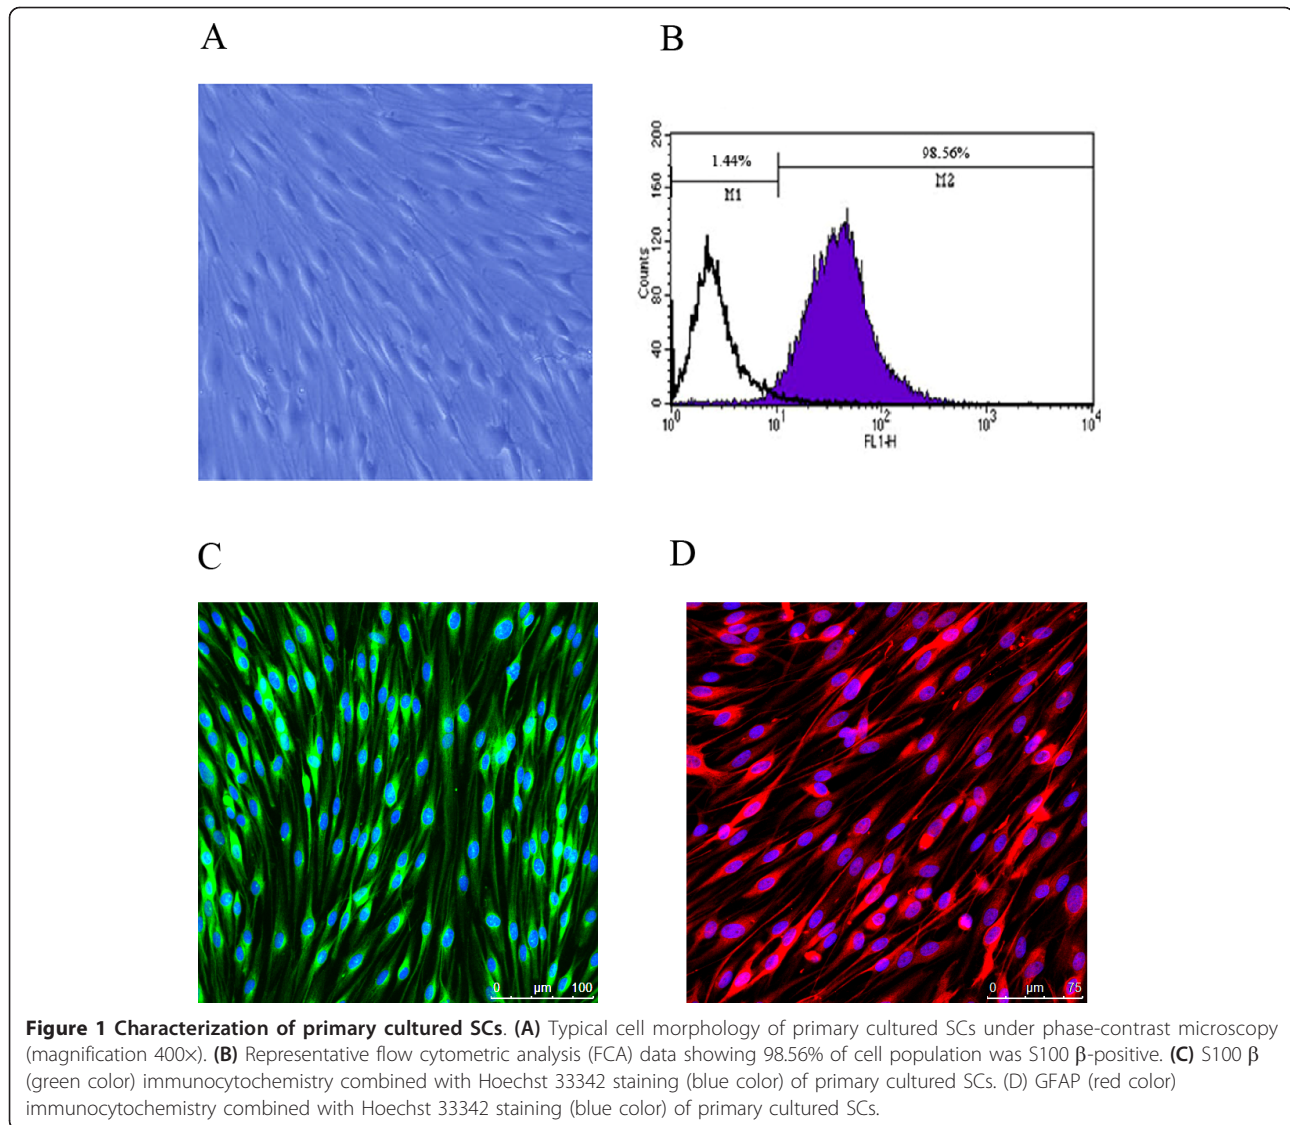 A
B
200
160
120
80
40
0
Counts
1.44%
M1
98.56%
M2
10^0
10^1
10^2
10^3
10^4
FL1-H
C
D
0 µm 100
0 µm 75
Figure 1 Characterization of primary cultured SCs. (A) Typical cell morphology of primary cultured SCs under phase-contrast microscopy
(magnification 400×). (B) Representative flow cytometric analysis (FCA) data showing 98.56% of cell population was S100 β-positive. (C) S100 β
(green color) immunocytochemistry combined with Hoechst 33342 staining (blue color) of primary cultured SCs. (D) GFAP (red color)
immunocytochemistry combined with Hoechst 33342 staining (blue color) of primary cultured SCs.